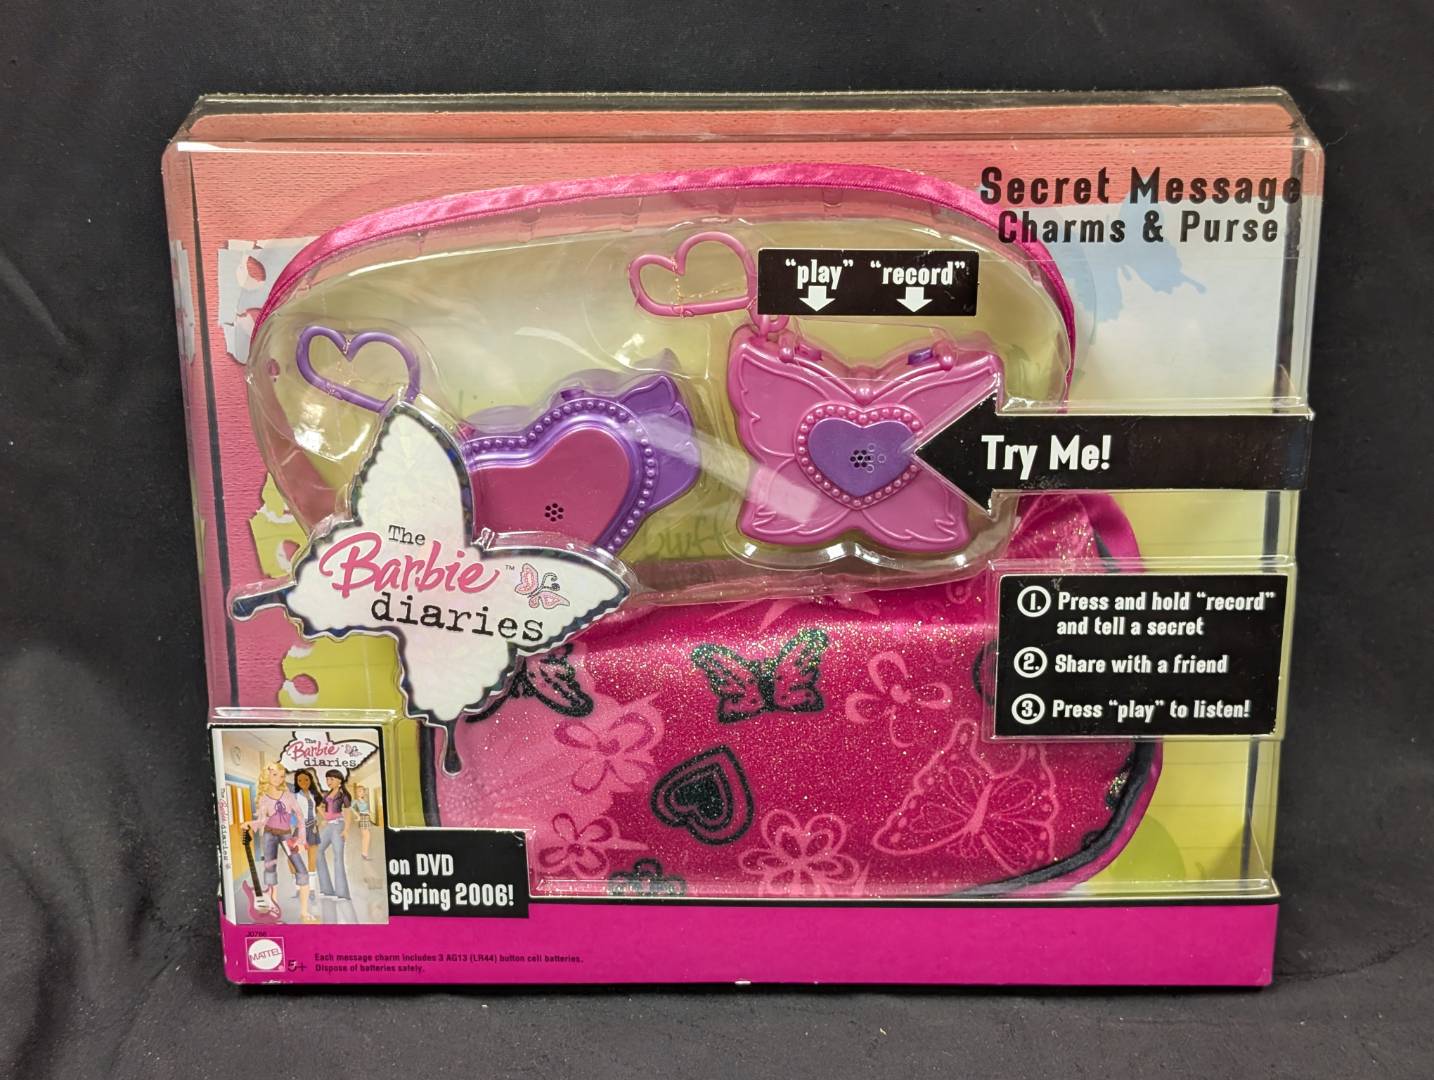 Secret Message
Charms & Purse
"play" "record"
Try Me!
The
Barbie™
diaries
1. Press and hold "record"
and tell a secret
2. Share with a friend
3. Press "play" to listen!
The
Barbie
diaries
on DVD
Spring 2006!
J0766
MATTEL
5+
Each message charm includes 3 AG13 (LR44) button cell batteries.
Dispose of batteries safely.